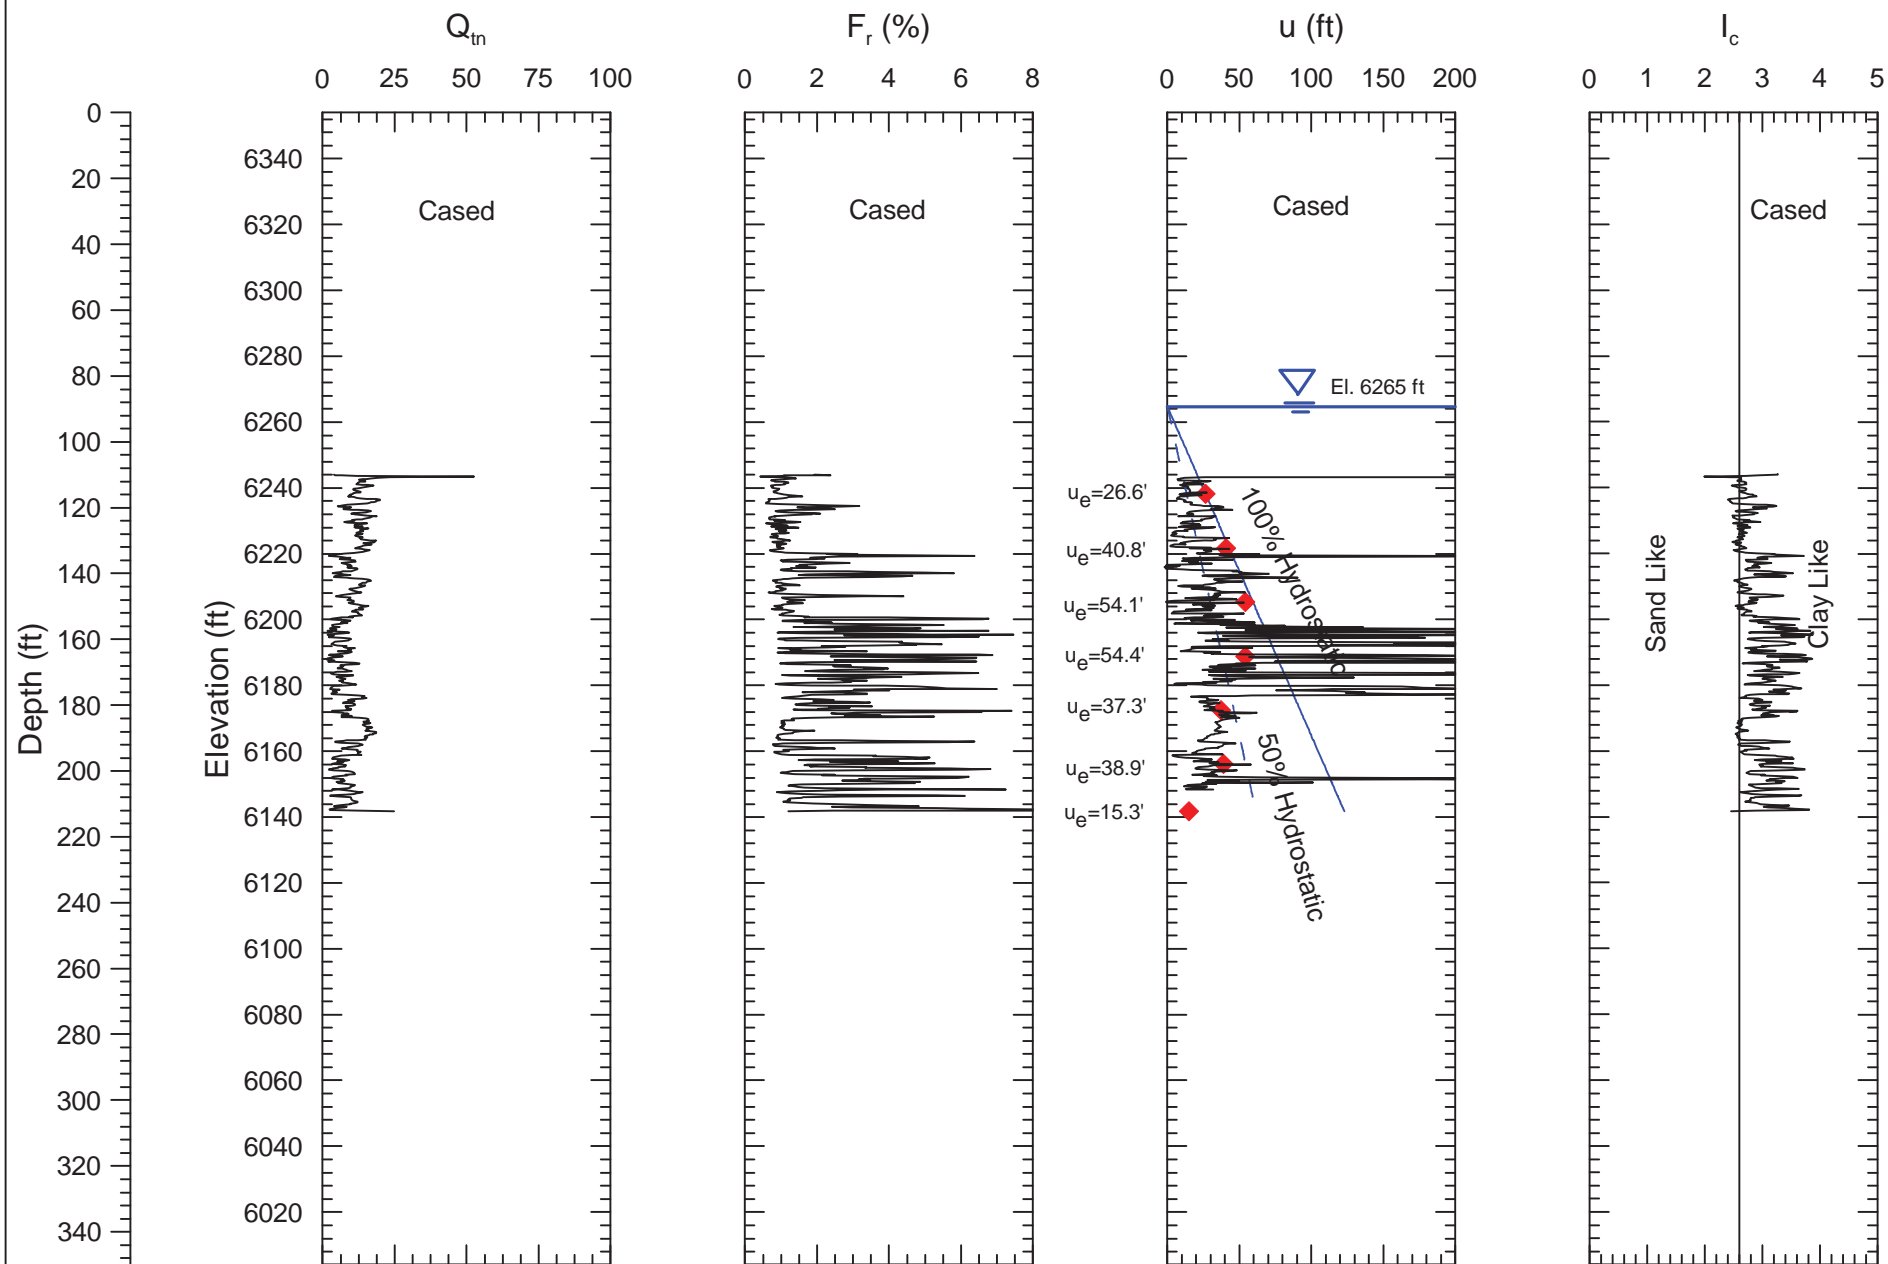 Q_tn
F_r (%)
u (ft)
I_c
0 25 50 75 100
0 2 4 6 8
0 50 100 150 200
0 1 2 3 4 5
Depth (ft)
0
20
40
60
80
100
120
140
160
180
200
220
240
260
280
300
320
340
Elevation (ft)
6340
6320
6300
6280
6260
6240
6220
6200
6180
6160
6140
6120
6100
6080
6060
6040
6020
Cased
Cased
Cased
Cased
El. 6265 ft
u_e=26.6'
u_e=40.8'
u_e=54.1'
u_e=54.4'
u_e=37.3'
u_e=38.9'
u_e=15.3'
100% Hydrostatic
50% Hydrostatic
Sand Like
Clay Like